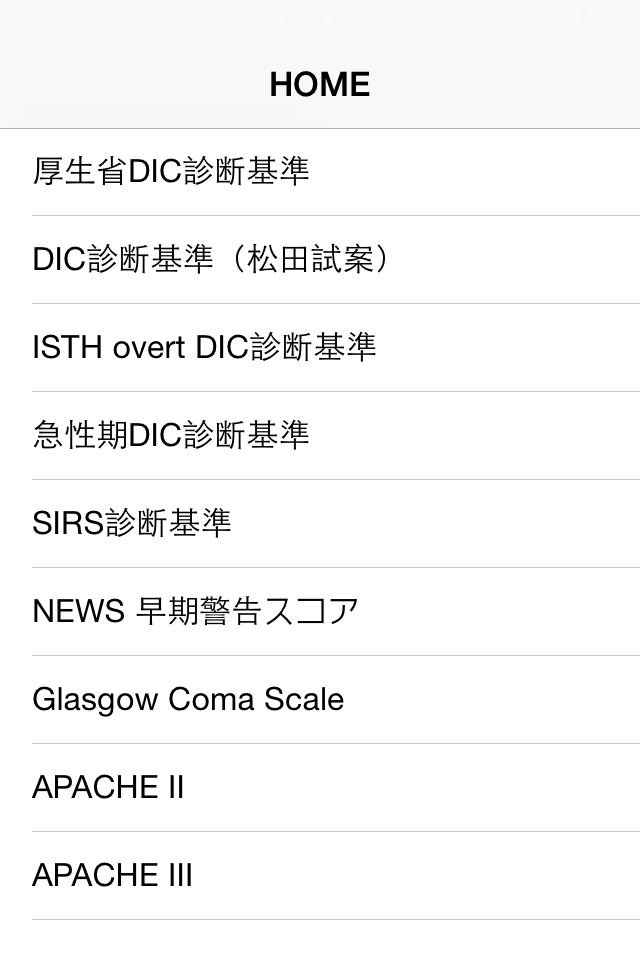 HOME
厚生省DIC診断基準
DIC診断基準（松田試案）
ISTH overt DIC診断基準
急性期DIC診断基準
SIRS診断基準
NEWS 早期警告スコア
Glasgow Coma Scale
APACHE II
APACHE III